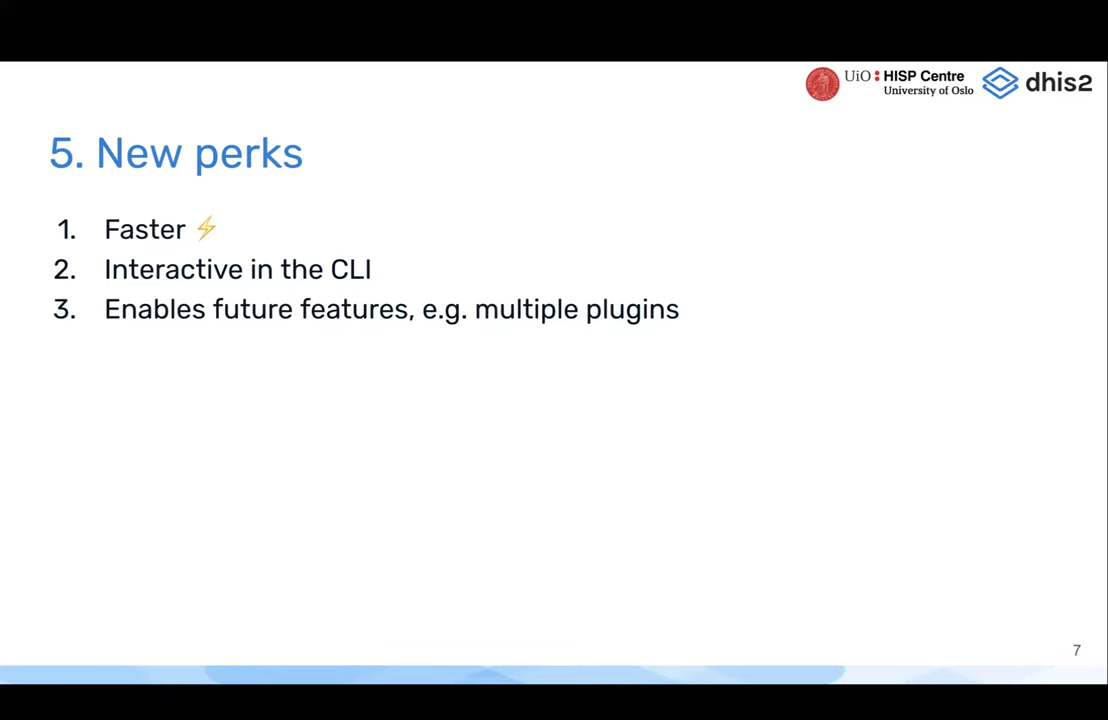 UiO HISP Centre
University of Oslo
dhis2
5. New perks
1. Faster ⚡
2. Interactive in the CLI
3. Enables future features, e.g. multiple plugins
7